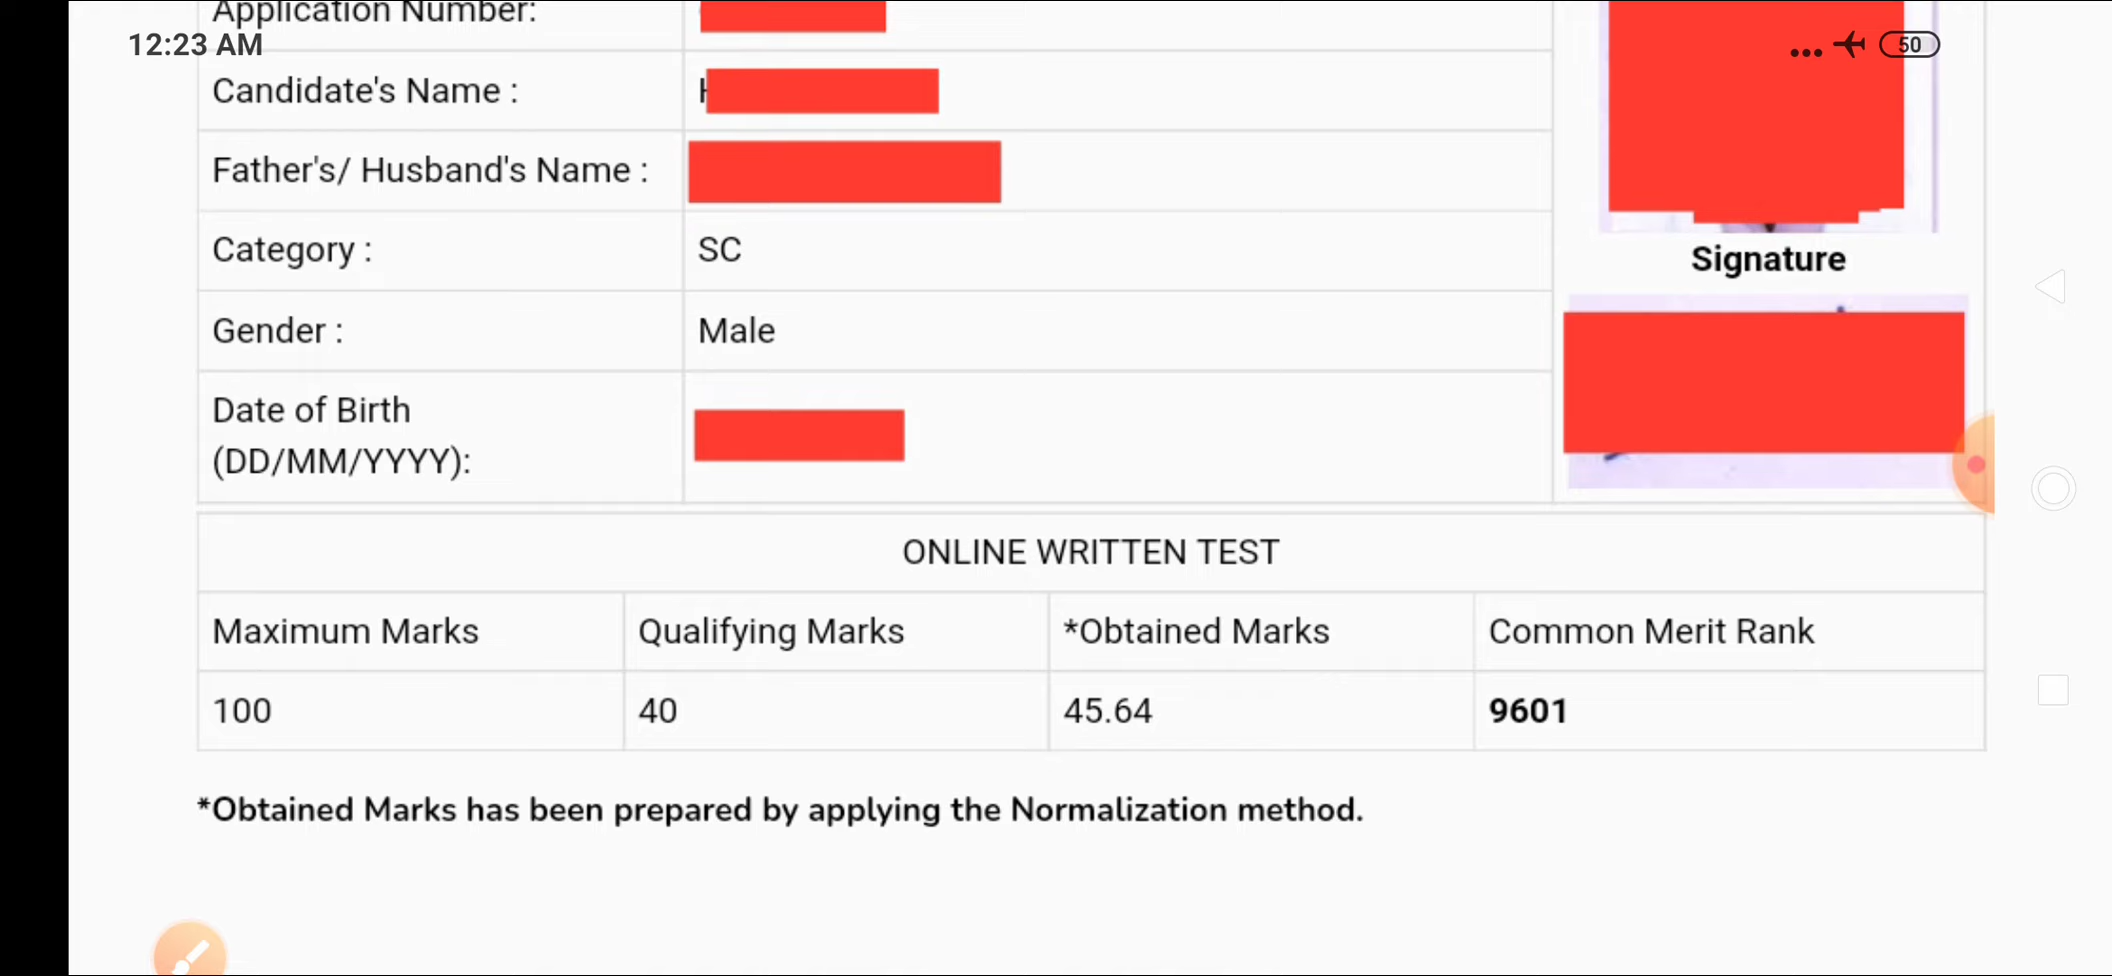 Application Number:
12:23 AM
50
Candidate's Name :
Father's/ Husband's Name :
Category : SC
Signature
Gender : Male
Date of Birth
(DD/MM/YYYY):
ONLINE WRITTEN TEST
Maximum Marks Qualifying Marks *Obtained Marks Common Merit Rank
100 40 45.64 9601
*Obtained Marks has been prepared by applying the Normalization method.